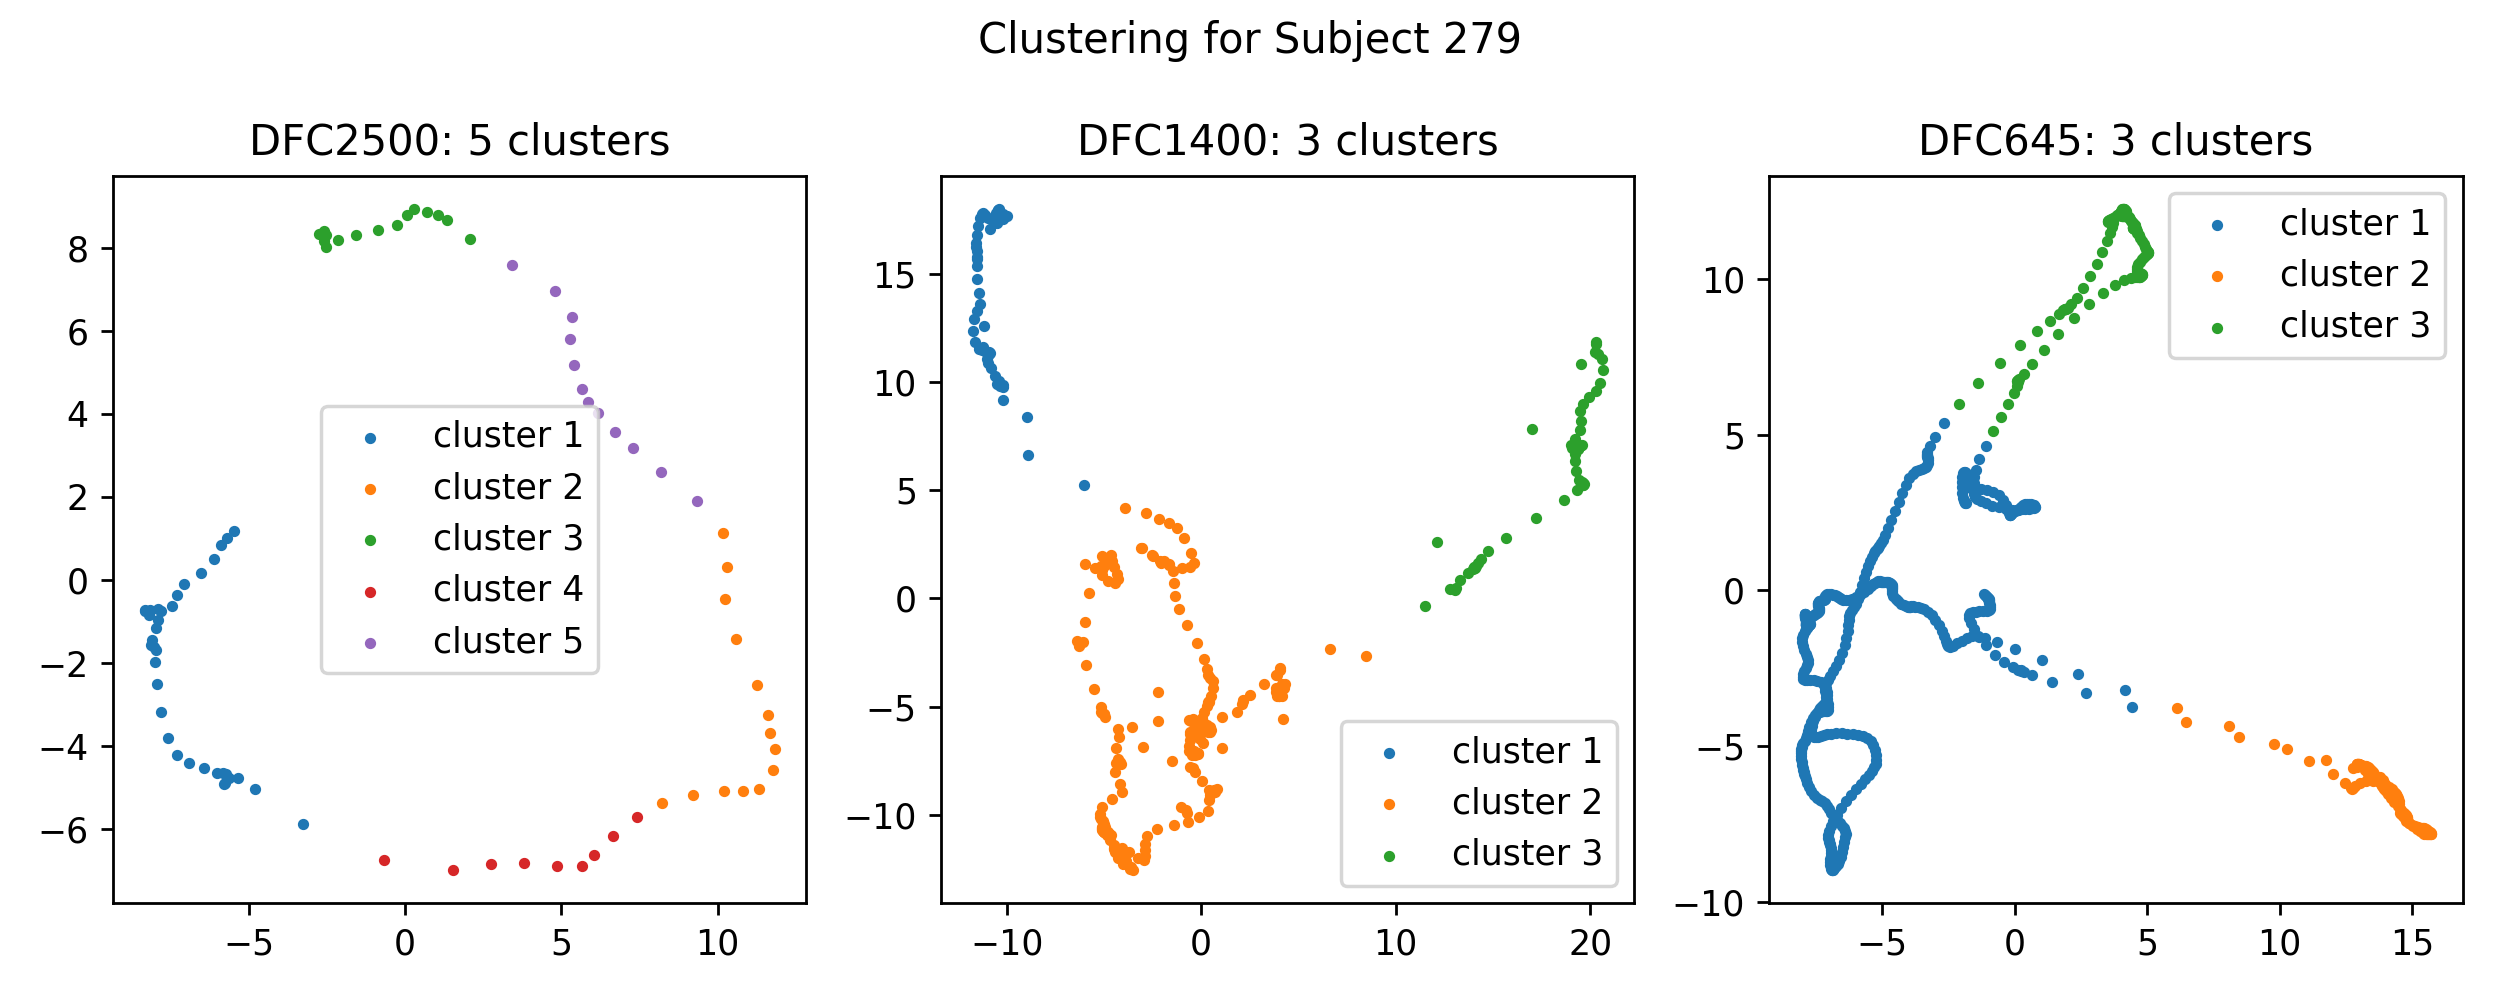 Clustering for Subject 279
DFC2500: 5 clusters
8
6
4
2
0
−2
−4
−6
−5
0
5
10
cluster 1
cluster 2
cluster 3
cluster 4
cluster 5
DFC1400: 3 clusters
15
10
5
0
−5
−10
−10
0
10
20
cluster 1
cluster 2
cluster 3
DFC645: 3 clusters
10
5
0
−5
−10
−5
0
5
10
15
cluster 1
cluster 2
cluster 3